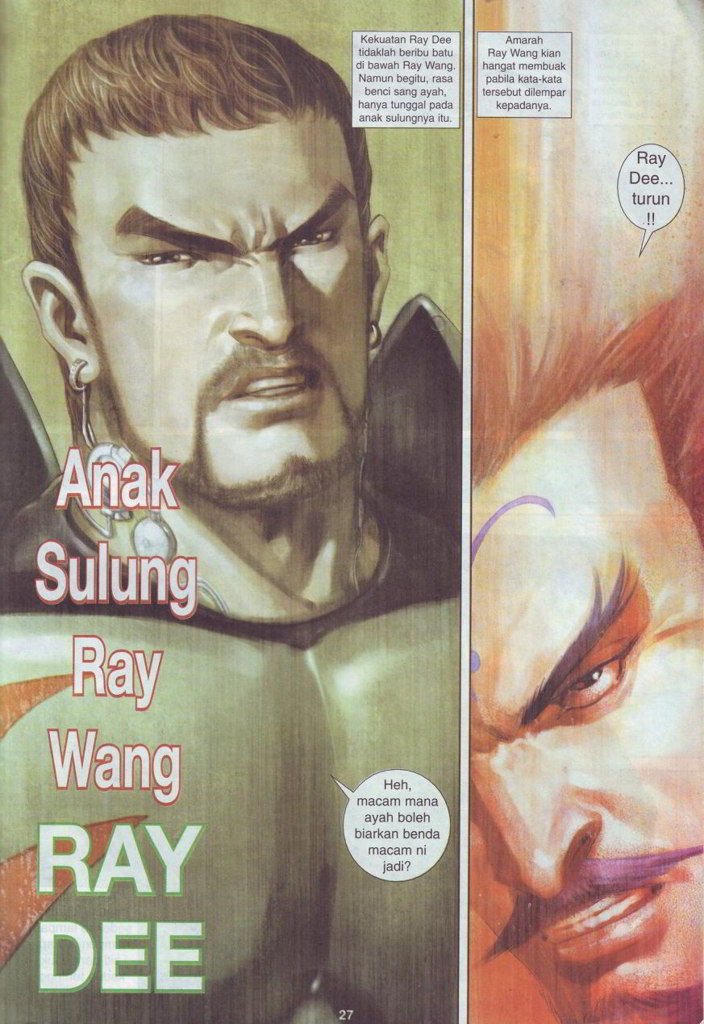 Kekuatan Ray Dee
tidaklah beribu batu
di bawah Ray Wang.
Namun begitu, rasa
benci sang ayah,
hanya tunggal pada
anak sulungnya itu.
Amarah
Ray Wang kian
hangat membuak
pabila kata-kata
tersebut dilempar
kepadanya.
Ray
Dee...
turun
!!
Anak
Sulung
Ray
Wang
RAY
DEE
Heh,
macam mana
ayah boleh
biarkan benda
macam ni
jadi?
27